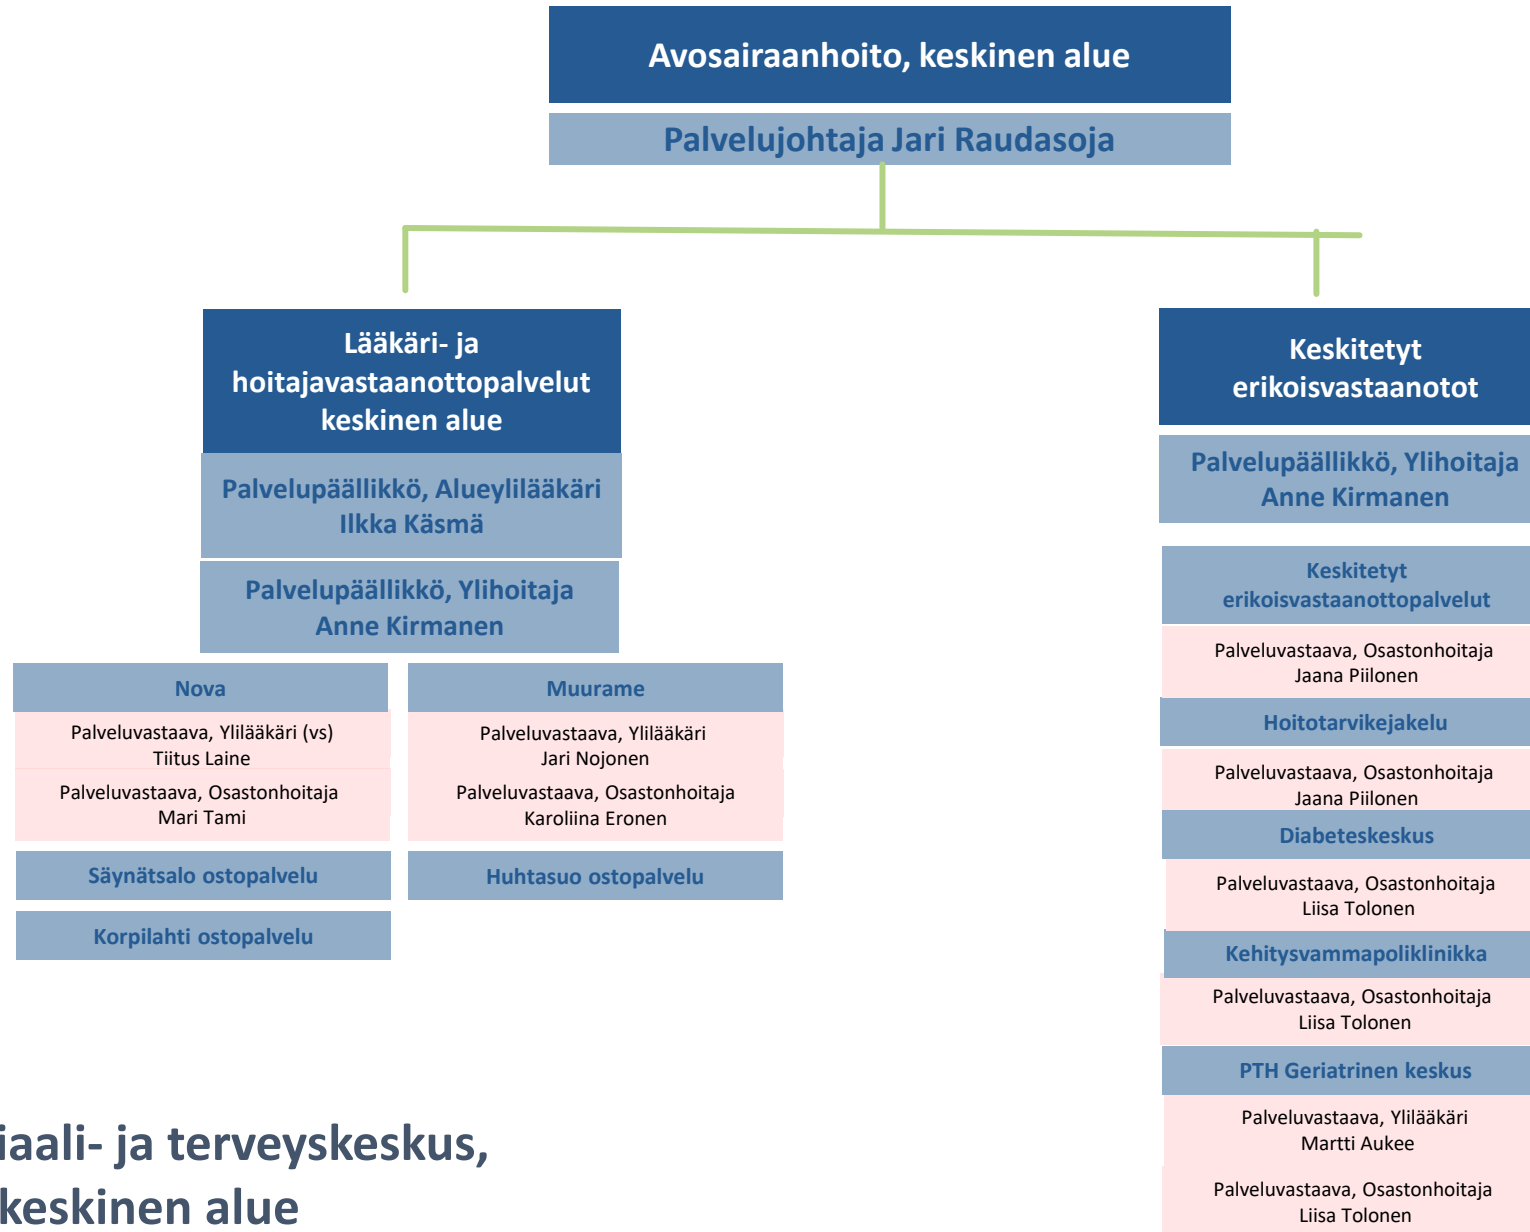 Avosairaanhoito, keskinen alue
Palvelujohtaja Jari Raudasoja
Lääkäri- ja
hoitajavastaanottopalvelut
keskinen alue
Palvelupäällikkö, Alueylilääkäri
Ilkka Käsmä
Palvelupäällikkö, Ylihoitaja
Anne Kirmanen
Nova
Palveluvastaava, Ylilääkäri (vs)
Tiitus Laine
Palveluvastaava, Osastonhoitaja
Mari Tami
Säynätsalo ostopalvelu
Korpilahti ostopalvelu
Muurame
Palveluvastaava, Ylilääkäri
Jari Nojonen
Palveluvastaava, Osastonhoitaja
Karoliina Eronen
Huhtasuo ostopalvelu
Keskitetyt
erikoisvastaanotot
Palvelupäällikkö, Ylihoitaja
Anne Kirmanen
Keskitetyt
erikoisvastaanottopalvelut
Palveluvastaava, Osastonhoitaja
Jaana Piilonen
Hoitotarvikejakelu
Palveluvastaava, Osastonhoitaja
Jaana Piilonen
Diabeteskeskus
Palveluvastaava, Osastonhoitaja
Liisa Tolonen
Kehitysvammapoliklinikka
Palveluvastaava, Osastonhoitaja
Liisa Tolonen
PTH Geriatrinen keskus
Palveluvastaava, Ylilääkäri
Martti Aukee
Palveluvastaava, Osastonhoitaja
Liisa Tolonen
iaali- ja terveyskeskus,
keskinen alue